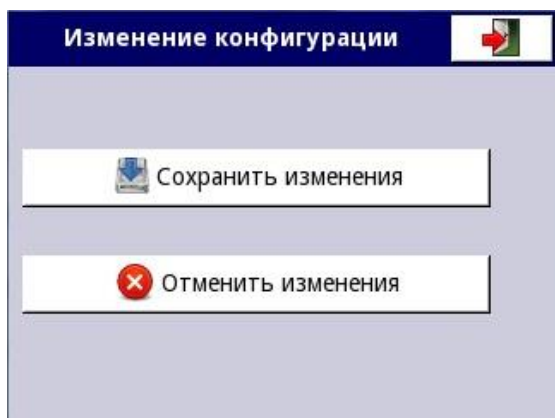 Изменение конфигурации
Сохранить изменения
Отменить изменения